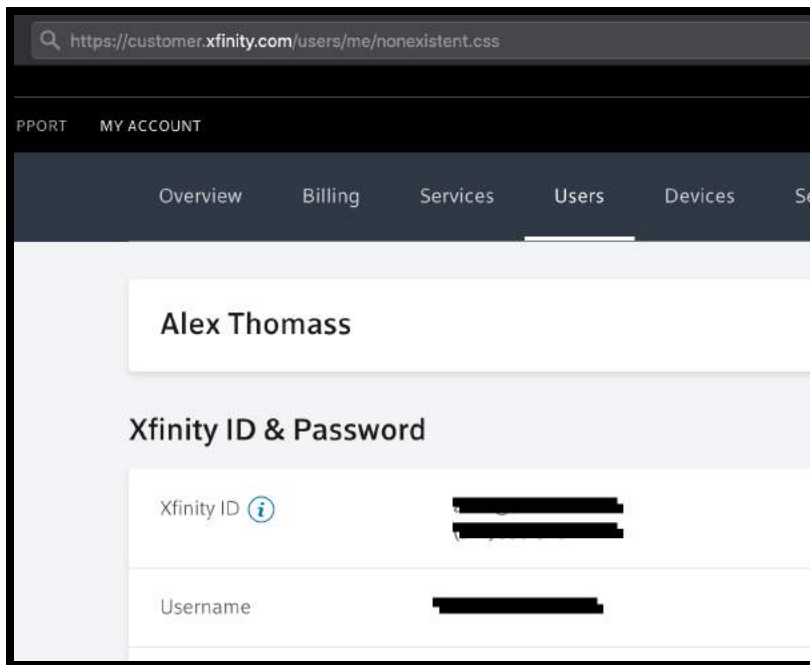 https://customer.xfinity.com/users/me/nonexistent.css
PPORT MY ACCOUNT
Overview Billing Services Users Devices Se
Alex Thomass
Xfinity ID & Password
Xfinity ID i
Username